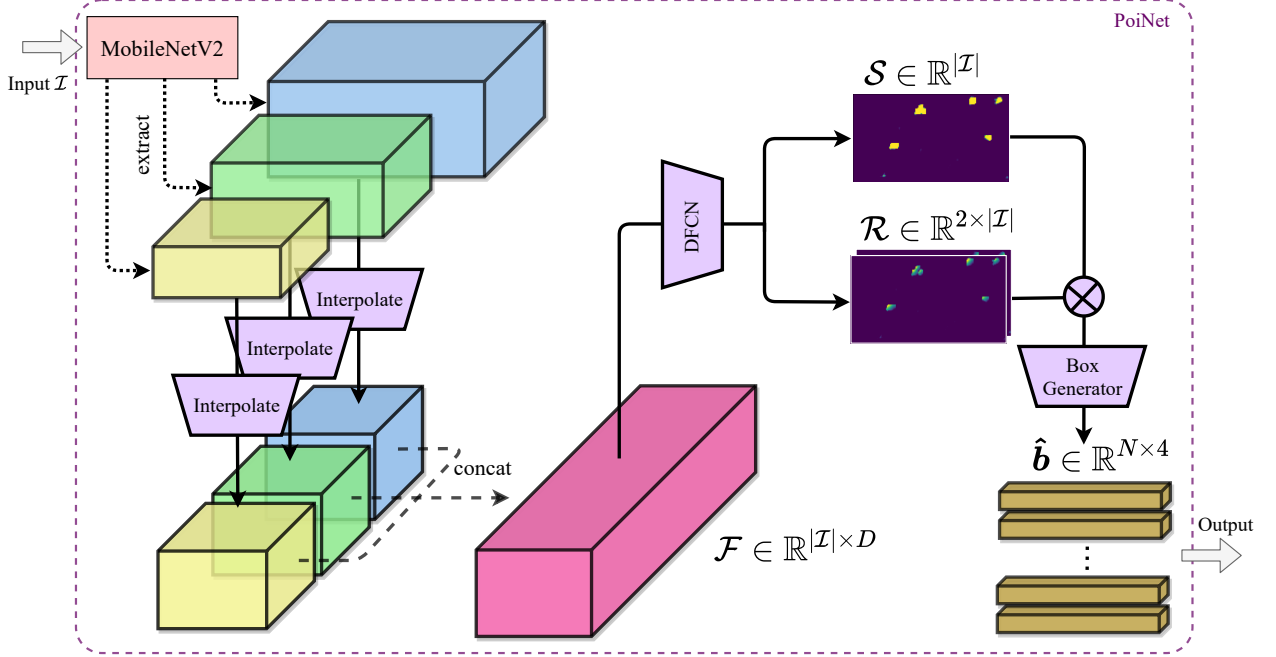 PoiNet
MobileNetV2
Input 𝓘
extract
Interpolate
Interpolate
Interpolate
concat
𝓕 ∈ ℝ^{|𝓘|×D}
DFCN
𝓢 ∈ ℝ^{|𝓘|}
𝓡 ∈ ℝ^{2×|𝓘|}
Box
Generator
b̂ ∈ ℝ^{N×4}
Output